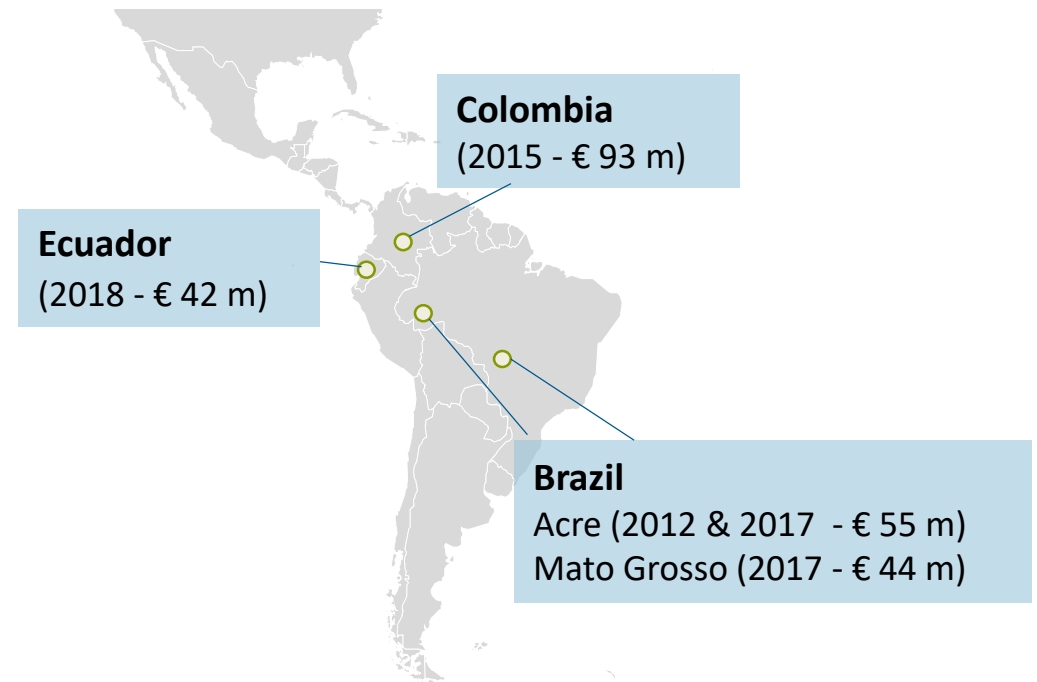 Colombia
(2015 - € 93 m)
Ecuador
(2018 - € 42 m)
Brazil
Acre (2012 & 2017  - € 55 m)
Mato Grosso (2017 - € 44 m)